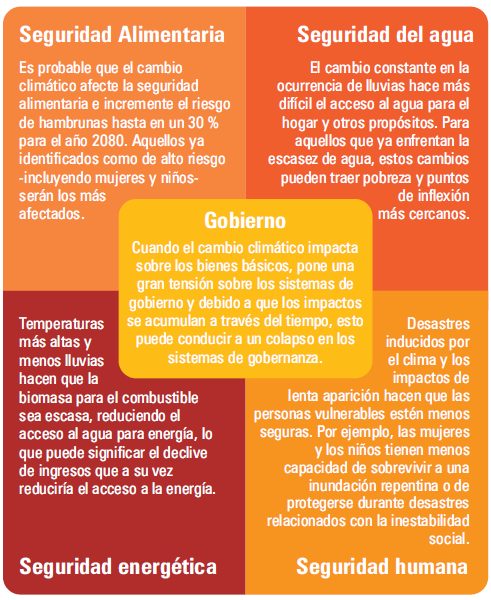 Seguridad Alimentaria
Es probable que el cambio
climático afecte la seguridad
alimentaria e incremente el riesgo
de hambrunas hasta en un 30 %
para el año 2080. Aquellos ya
identificados como de alto riesgo
-incluyendo mujeres y niños-
serán los más
afectados.
Seguridad del agua
El cambio constante en la
ocurrencia de lluvias hace más
difícil el acceso al agua para el
hogar y otros propósitos. Para
aquellos que ya enfrentan la
escasez de agua, estos cambios
pueden traer pobreza y puntos
de inflexión
más cercanos.
Gobierno
Cuando el cambio climático impacta
sobre los bienes básicos, pone una
gran tensión sobre los sistemas de
gobierno y debido a que los impactos
se acumulan a través del tiempo, esto
puede conducir a un colapso en los
sistemas de gobernanza.
Temperaturas
más altas y
menos lluvias
hacen que la
biomasa para el combustible
sea escasa, reduciendo el
acceso al agua para energía, lo
que puede significar el declive
de ingresos que a su vez
reduciría el acceso a la energía.
Seguridad energética
Desastres
inducidos por
el clima y los
impactos de
lenta aparición hacen que las
personas vulnerables estén menos
seguras. Por ejemplo, las mujeres
y los niños tienen menos
capacidad de sobrevivir a una
inundación repentina o de
protegerse durante desastres
relacionados con la inestabilidad
social.
Seguridad humana